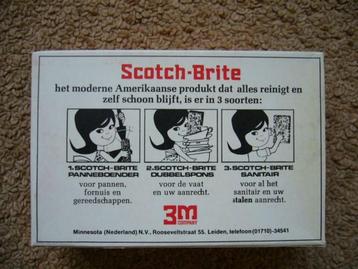 Scotch-Brite
het moderne Amerikaanse produkt dat alles reinigt en
zelf schoon blijft, is er in 3 soorten:
1. SCOTCH-BRITE
PANNEBOENDER
voor pannen,
fornuis en
gereedschappen.
2. SCOTCH-BRITE
DUBBELSPONS
voor de vaat
en uw aanrecht.
3. SCOTCH-BRITE
SANITAIR
voor al het
sanitair en uw
stalen aanrecht.
3M
COMPANY
Minnesota (Nederland) N.V., Rooseveltstraat 55. Leiden, telefoon (01710)-34541